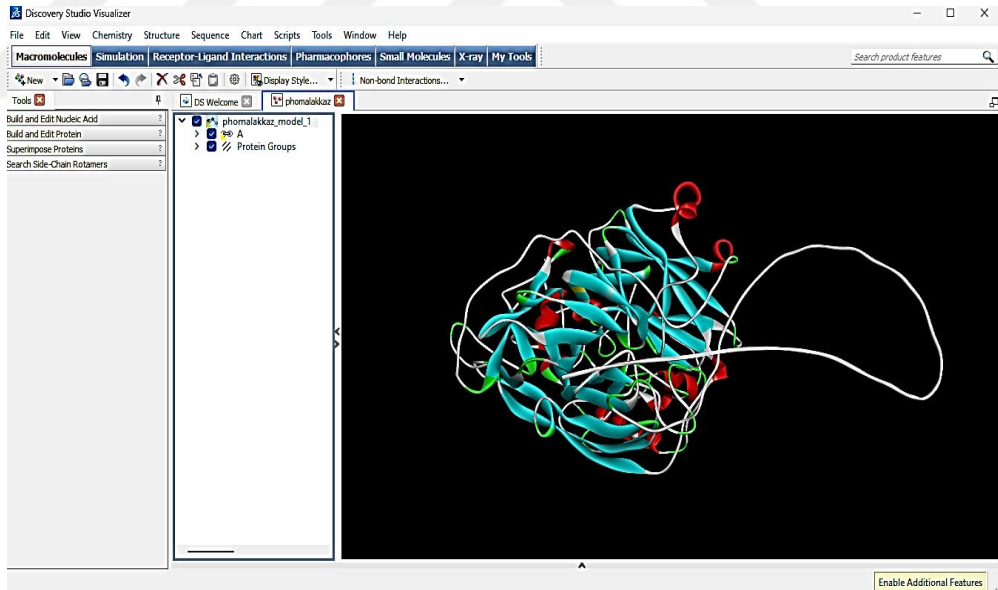 Discovery Studio Visualizer
File Edit View Chemistry Structure Sequence Chart Scripts Tools Window Help
Macromolecules Simulation Receptor-Ligand Interactions Pharmacophores Small Molecules X-ray My Tools
Search product features
New Display Style... Non-bond Interactions...
Tools DS Welcome phomalakkaz
Build and Edit Nucleic Acid ?
Build and Edit Protein ?
Superimpose Proteins ?
Search Side-Chain Rotamers ?
phomalakkaz_model_1
A
Protein Groups
Enable Additional Features